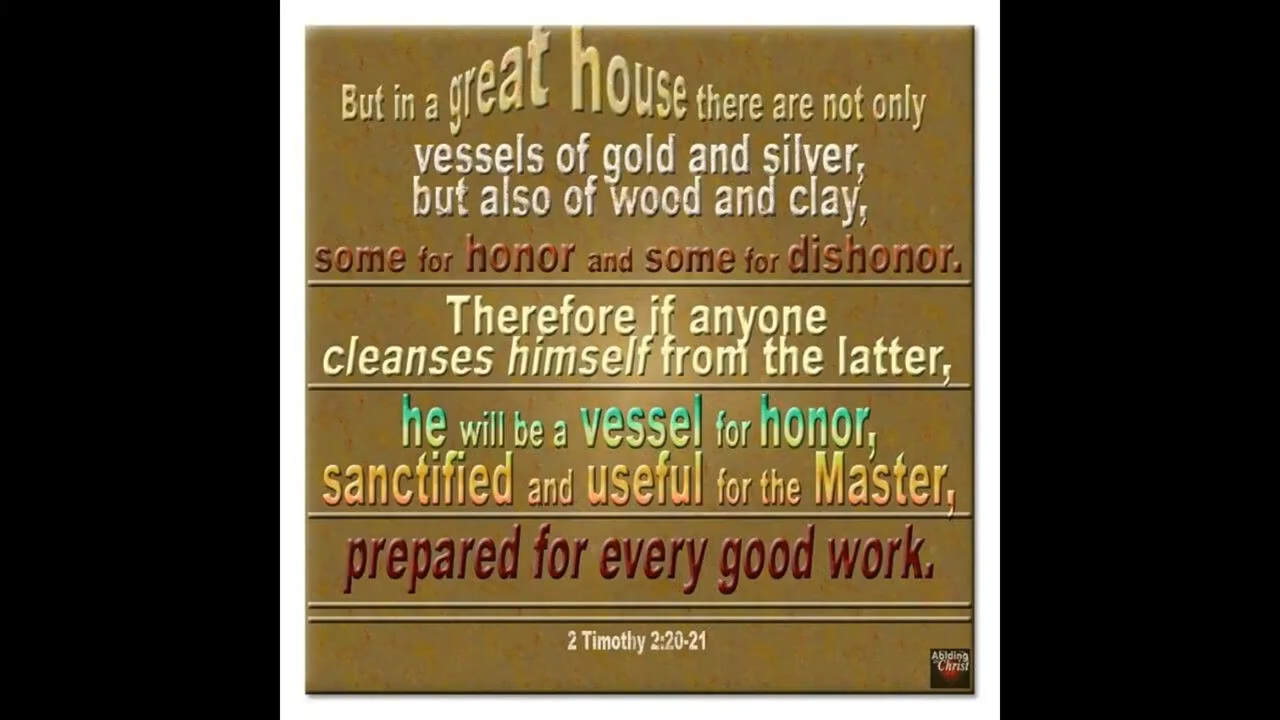 But in a great house there are not only
vessels of gold and silver,
but also of wood and clay,
some for honor and some for dishonor.
Therefore if anyone
cleanses himself from the latter,
he will be a vessel for honor,
sanctified and useful for the Master,
prepared for every good work.
2 Timothy 2:20-21
Abiding
in Christ